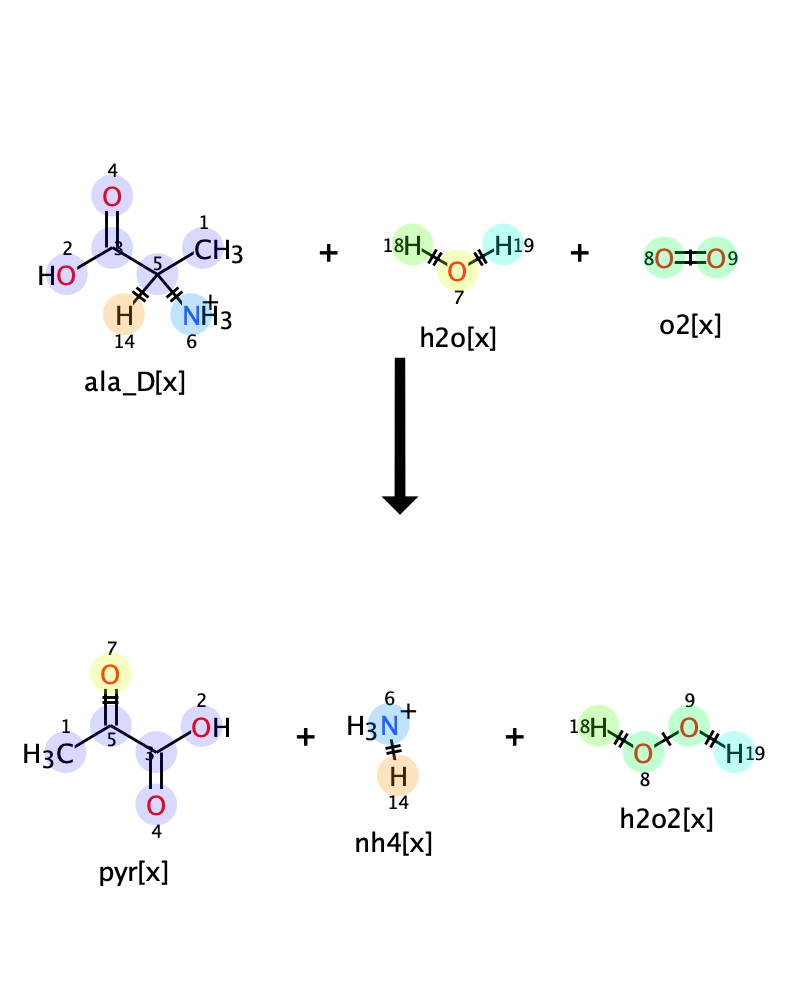 4
O
2 3 5 1
HO CH3
H NH3+
14 6
ala_D[x]
+
18H H19
O
7
h2o[x]
+
8O O9
o2[x]
7
O
1 5 3 2
H3C OH
O
4
pyr[x]
+
6
H3N+
H
14
nh4[x]
+
9
18H O
O H19
8
h2o2[x]